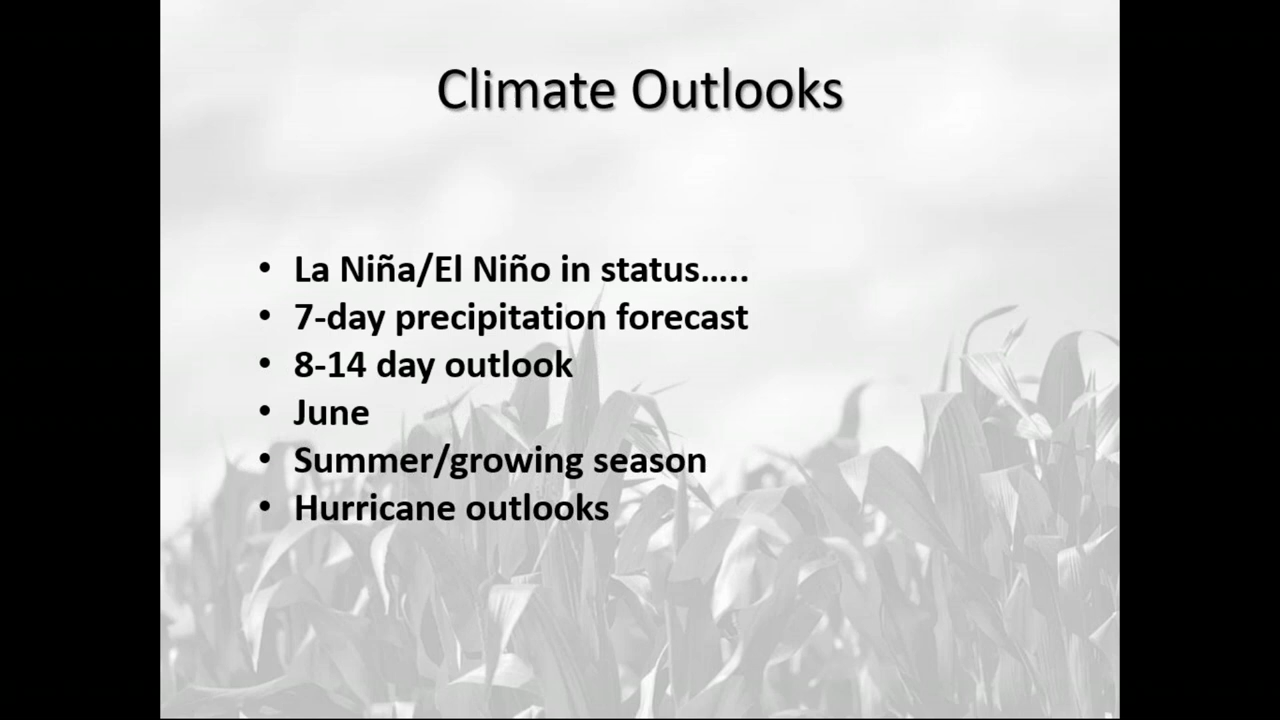 Climate Outlooks
• La Niña/El Niño in status.....
• 7-day precipitation forecast
• 8-14 day outlook
• June
• Summer/growing season
• Hurricane outlooks